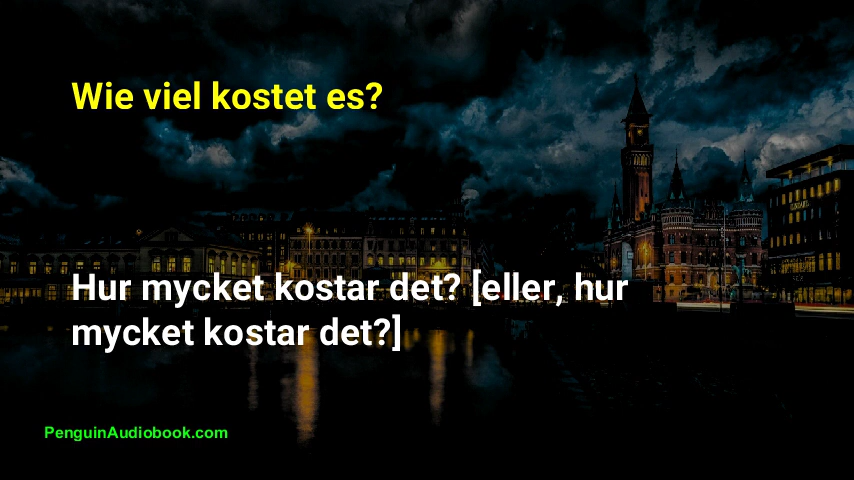 Wie viel kostet es?
Hur mycket kostar det? [eller, hur
mycket kostar det?]
PenguinAudiobook.com